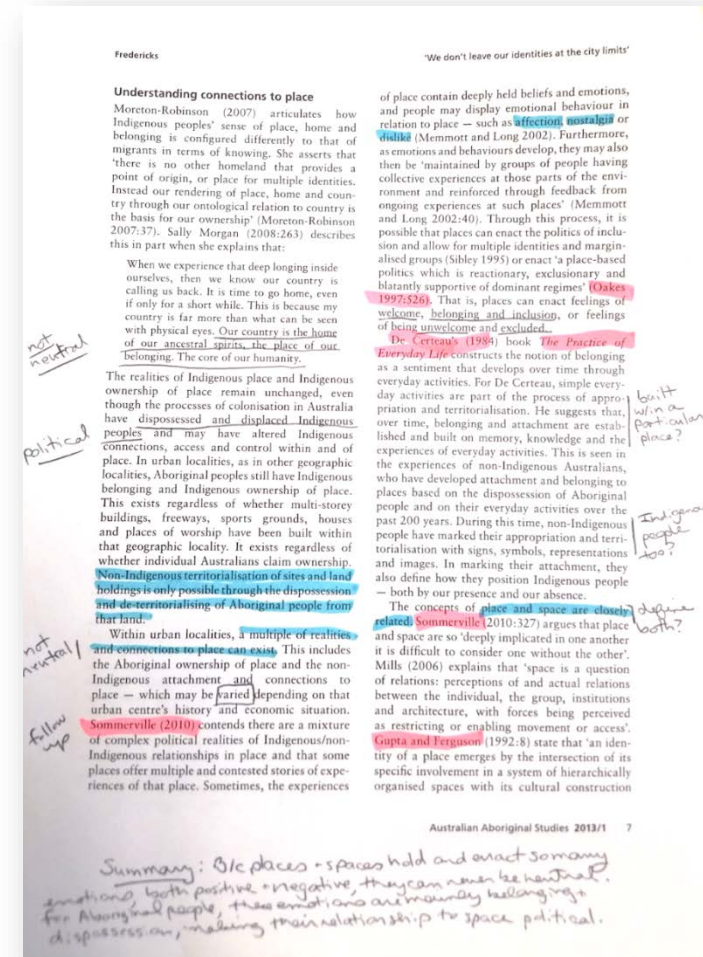 Fredericks
'We don't leave our identities at the city limits'
Understanding connections to place
Moreton-Robinson (2007) articulates how
Indigenous peoples' sense of place, home and
belonging is configured differently to that of
migrants in terms of knowing. She asserts that
'there is no other homeland that provides a
point of origin, or place for multiple identities.
Instead our rendering of place, home and coun-
try through our ontological relation to country is
the basis for our ownership' (Moreton-Robinson
2007:37). Sally Morgan (2008:263) describes
this in part when she explains that:
When we experience that deep longing inside
ourselves, then we know our country is
calling us back. It is time to go home, even
if only for a short while. This is because my
country is far more than what can be seen
with physical eyes. Our country is the home
of our ancestral spirits, the place of our
belonging. The core of our humanity.
not
neutral
The realities of Indigenous place and Indigenous
ownership of place remain unchanged, even
though the processes of colonisation in Australia
have dispossessed and displaced Indigenous
peoples and may have altered Indigenous
connections, access and control within and of
place. In urban localities, as in other geographic
localities, Aboriginal peoples still have Indigenous
belonging and Indigenous ownership of place.
This exists regardless of whether multi-storey
buildings, freeways, sports grounds, houses
and places of worship have been built within
that geographic locality. It exists regardless of
whether individual Australians claim ownership.
Non-Indigenous territorialisation of sites and land
holdings is only possible through the dispossession
and de-territorialising of Aboriginal people from
that land.
political
Within urban localities, a multiple of realities
and connections to place can exist. This includes
the Aboriginal ownership of place and the non-
Indigenous attachment and connections to
place — which may be varied depending on that
urban centre's history and economic situation.
Sommerville (2010) contends there are a mixture
of complex political realities of Indigenous/non-
Indigenous relationships in place and that some
places offer multiple and contested stories of expe-
riences of that place. Sometimes, the experiences
not
neutral
follow
up
of place contain deeply held beliefs and emotions,
and people may display emotional behaviour in
relation to place — such as affection, nostalgia or
dislike (Memmott and Long 2002). Furthermore,
as emotions and behaviours develop, they may also
then be 'maintained by groups of people having
collective experiences at those parts of the envi-
ronment and reinforced through feedback from
ongoing experiences at such places' (Memmott
and Long 2002:40). Through this process, it is
possible that places can enact the politics of inclu-
sion and allow for multiple identities and margin-
alised groups (Sibley 1995) or enact 'a place-based
politics which is reactionary, exclusionary and
blatantly supportive of dominant regimes' (Oakes
1997:526). That is, places can enact feelings of
welcome, belonging and inclusion, or feelings
of being unwelcome and excluded.
De Certeau's (1984) book The Practice of
Everyday Life constructs the notion of belonging
as a sentiment that develops over time through
everyday activities. For De Certeau, simple every-
day activities are part of the process of appro-
priation and territorialisation. He suggests that,
over time, belonging and attachment are estab-
lished and built on memory, knowledge and the
experiences of everyday activities. This is seen in
the experiences of non-Indigenous Australians,
who have developed attachment and belonging to
places based on the dispossession of Aboriginal
people and on their everyday activities over the
past 200 years. During this time, non-Indigenous
people have marked their appropriation and terri-
torialisation with signs, symbols, representations
and images. In marking their attachment, they
also define how they position Indigenous people
— both by our presence and our absence.
built
w/in a
particular
place?
people
too?
The concepts of place and space are closely
related. Sommerville (2010:327) argues that place
and space are so 'deeply implicated in one another
it is difficult to consider one without the other'.
Mills (2006) explains that 'space is a question
of relations: perceptions of and actual relations
between the individual, the group, institutions
and architecture, with forces being perceived
as restricting or enabling movement or access'.
Gupta and Ferguson (1992:8) state that 'an iden-
tity of a place emerges by the intersection of its
specific involvement in a system of hierarchically
organised spaces with its cultural construction
define
both?
Australian Aboriginal Studies 2013/1 7
Summary: B/c places + spaces hold and enact so many
emotions, both positive + negative, they can never be neutral.
for Aboriginal people, these emotions are mainly belonging +
dispossession, making their relationship to space political.